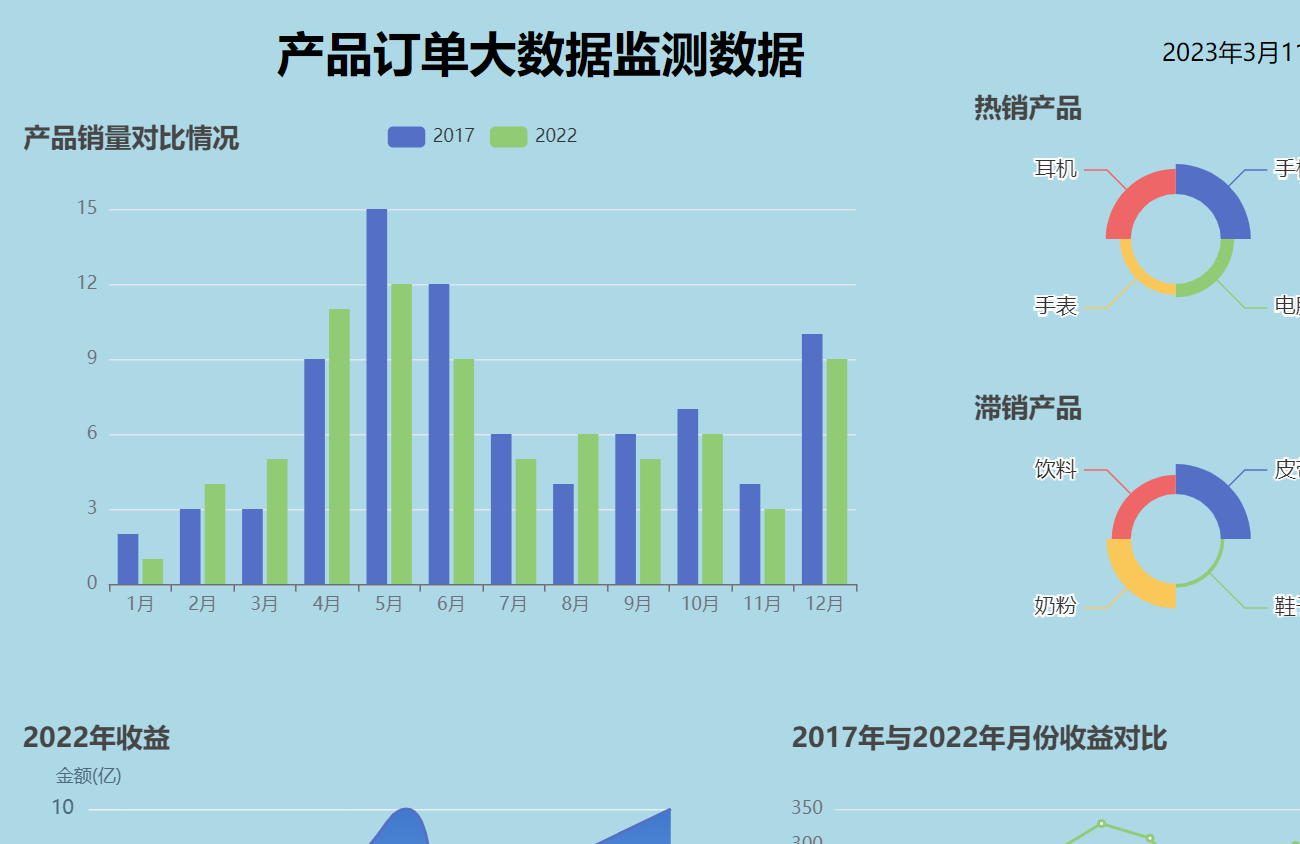 产品订单大数据监测数据
2023年3月11
产品销量对比情况
2017
2022
15
12
9
6
3
0
1月
2月
3月
4月
5月
6月
7月
8月
9月
10月
11月
12月
热销产品
耳机
手
手表
电
滞销产品
饮料
皮
奶粉
鞋
2022年收益
金额(亿)
10
2017年与2022年月份收益对比
350
300